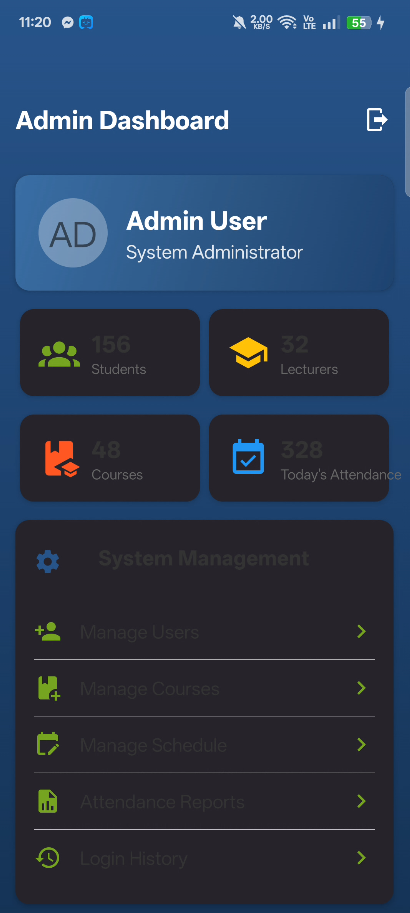 11:20 2.00 KB/S Vo LTE 55
Admin Dashboard
AD
Admin User
System Administrator
156
Students
32
Lecturers
48
Courses
328
Today's Attendance
System Management
Manage Users
Manage Courses
Manage Schedule
Attendance Reports
Login History